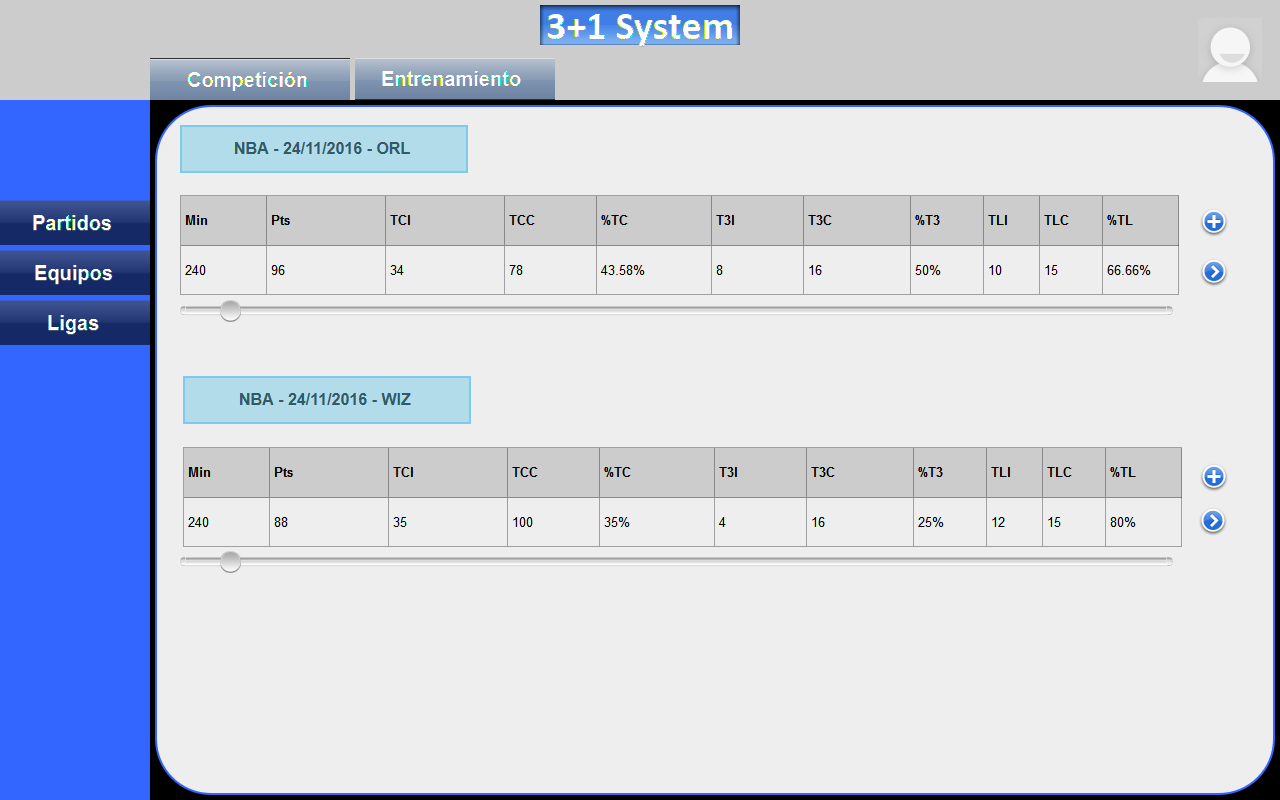 3+1 System
Competición Entrenamiento
Partidos
Equipos
Ligas
NBA - 24/11/2016 - ORL
Min Pts TCI TCC %TC T3I T3C %T3 TLI TLC %TL
240 96 34 78 43.58% 8 16 50% 10 15 66.66%
NBA - 24/11/2016 - WIZ
Min Pts TCI TCC %TC T3I T3C %T3 TLI TLC %TL
240 88 35 100 35% 4 16 25% 12 15 80%